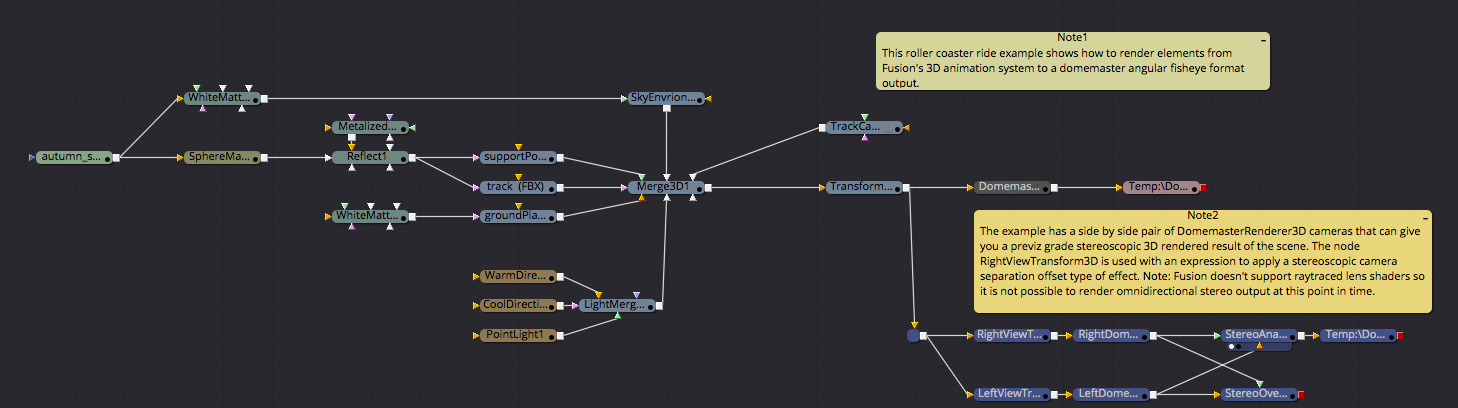 Note1
This roller coaster ride example shows how to render elements from
Fusion's 3D animation system to a domemaster angular fisheye format
output.
WhiteMatt...
SkyEnvrion...
Metalized...
TrackCa...
autumn_s...
SphereMa...
Reflect1
supportPo...
track (FBX)
Merge3D1
Transform...
Domemas...
Temp:\Do...
WhiteMatt...
groundPla...
Note2
The example has a side by side pair of DomemasterRenderer3D cameras that can give
you a previz grade stereoscopic 3D rendered result of the scene. The node
RightViewTransform3D is used with an expression to apply a stereoscopic camera
separation offset type of effect. Note: Fusion doesn't support raytraced lens shaders so
it is not possible to render omnidirectional stereo output at this point in time.
WarmDire...
CoolDirecti...
LightMerg...
PointLight1
RightViewT...
RightDom...
StereoAna...
Temp:\Do...
LeftViewTr...
LeftDome...
StereoOve...